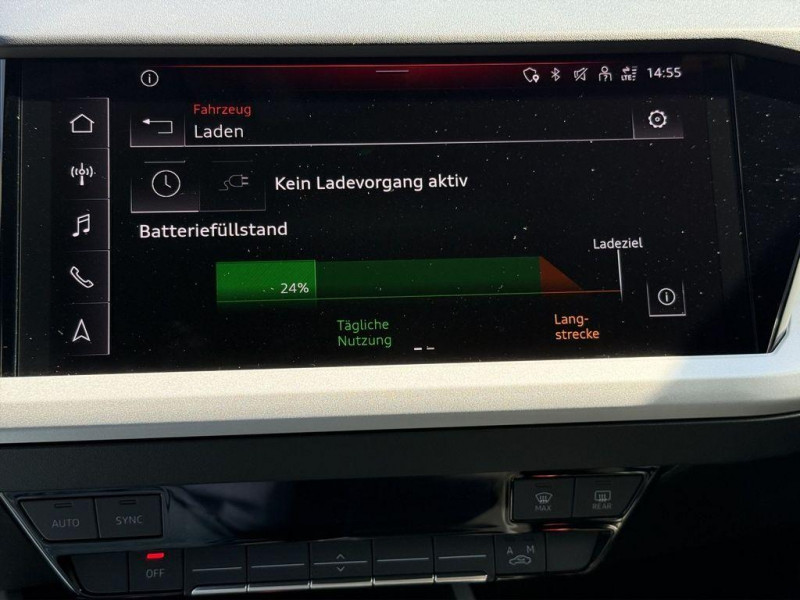 LTE
14:55
Fahrzeug
Laden
Kein Ladevorgang aktiv
Batteriefüllstand
Ladeziel
24%
Tägliche
Nutzung
Lang-
strecke
AUTO
SYNC
MAX
REAR
OFF
A M